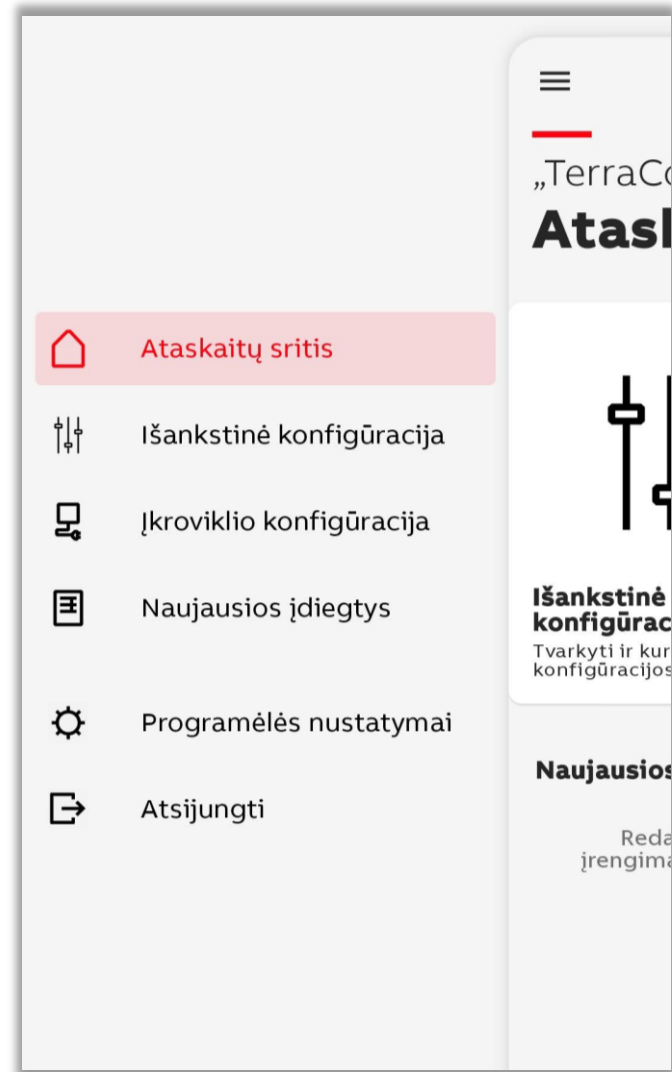 Ataskaitų sritis
Išankstinė konfigūracija
Įkroviklio konfigūracija
Naujausios įdiegtys
Programėlės nustatymai
Atsijungti
„TerraCo
Atask
Išankstinė
konfigūrac
Tvarkyti ir kur
konfigūracijos
Naujausios
Reda
įrengima